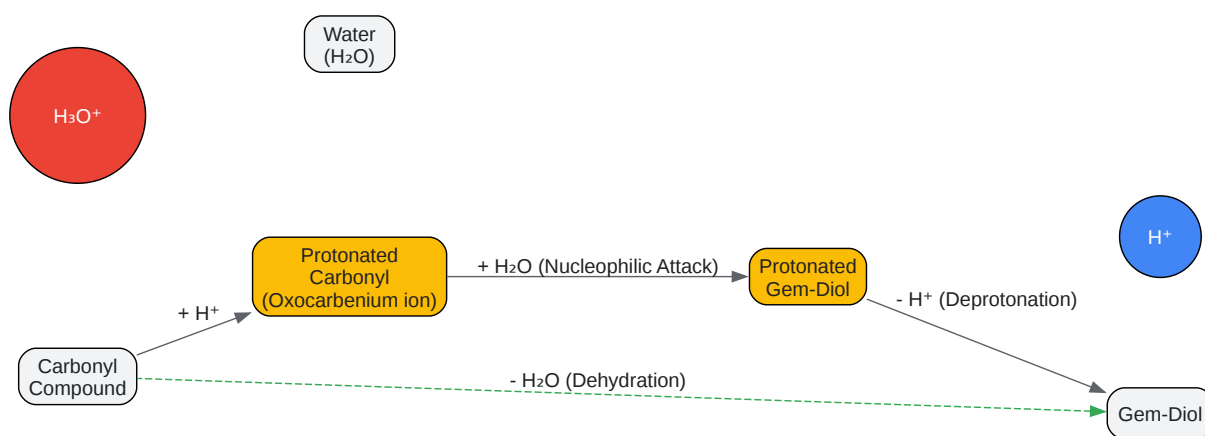 Water
(H₂O)
H₃O⁺
H⁺
Protonated
Carbonyl
(Oxocarbenium ion)
+ H₂O (Nucleophilic Attack)
Protonated
Gem-Diol
- H⁺ (Deprotonation)
+ H⁺
Carbonyl
Compound
- H₂O (Dehydration)
Gem-Diol